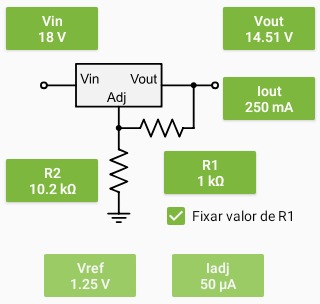 Vin
18 V
Vout
14.51 V
Vin
Vout
Adj
Iout
250 mA
R2
10.2 kΩ
R1
1 kΩ
Fixar valor de R1
Vref
1.25 V
Iadj
50 µA